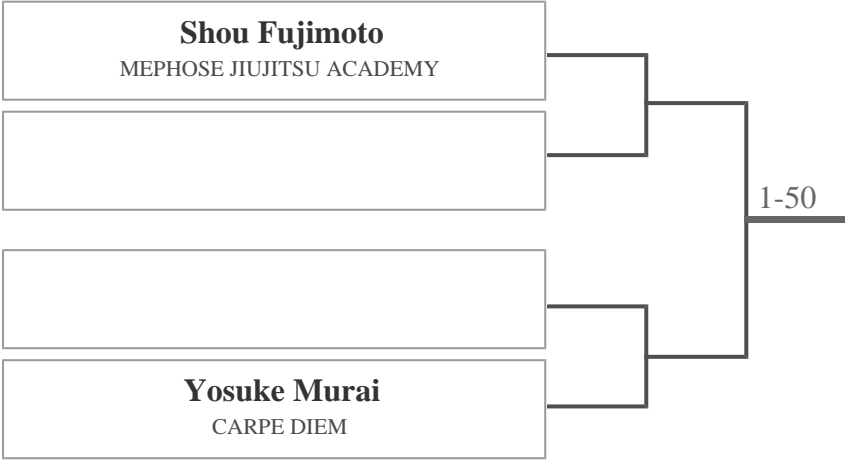 Shou Fujimoto
MEPHOSE JIUJITSU ACADEMY
1-50
Yosuke Murai
CARPE DIEM